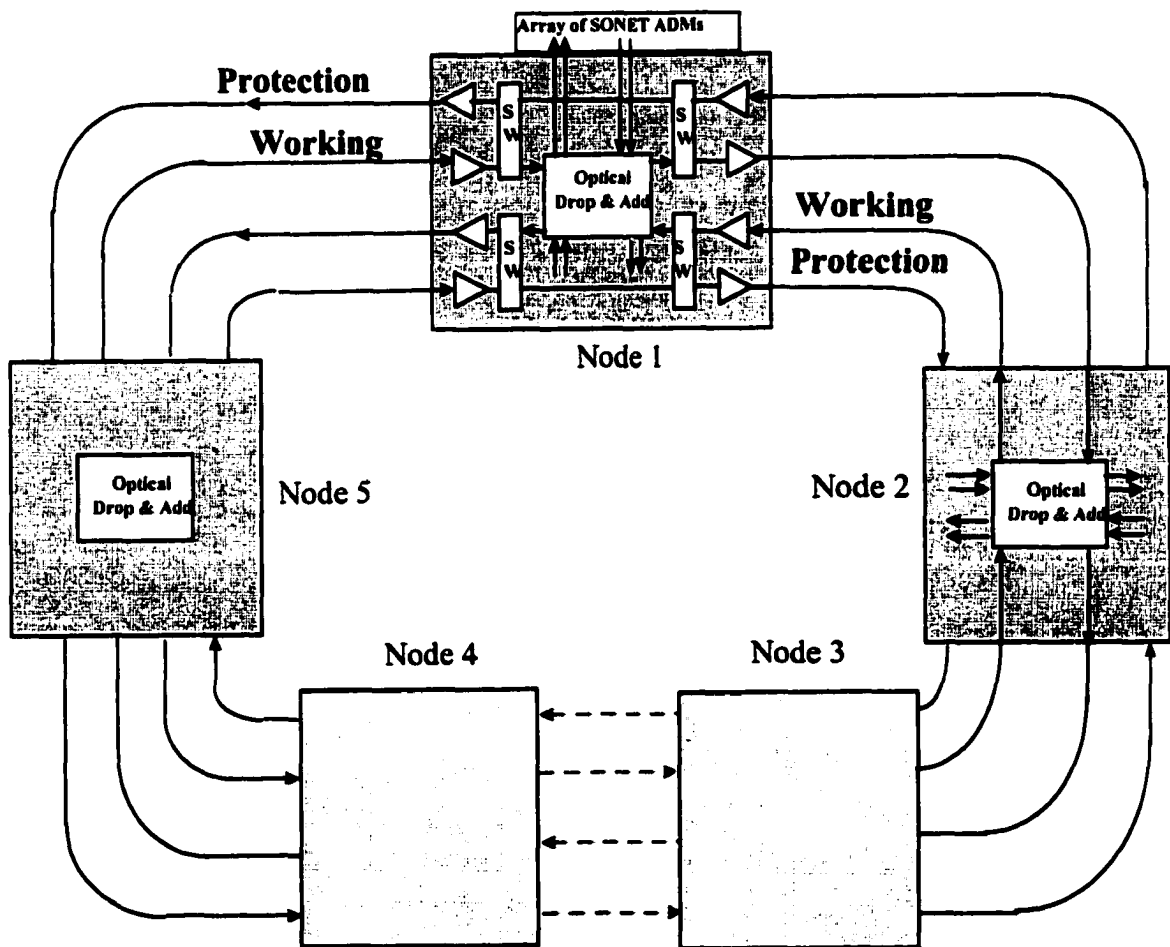 Array of SONET ADMs
Protection
Working
S
W
S
W
Optical
Drop & Add
S
W
S
W
Working
Protection
Node 1
Optical
Drop & Add
Node 5
Node 2
Optical
Drop & Add
Node 4
Node 3